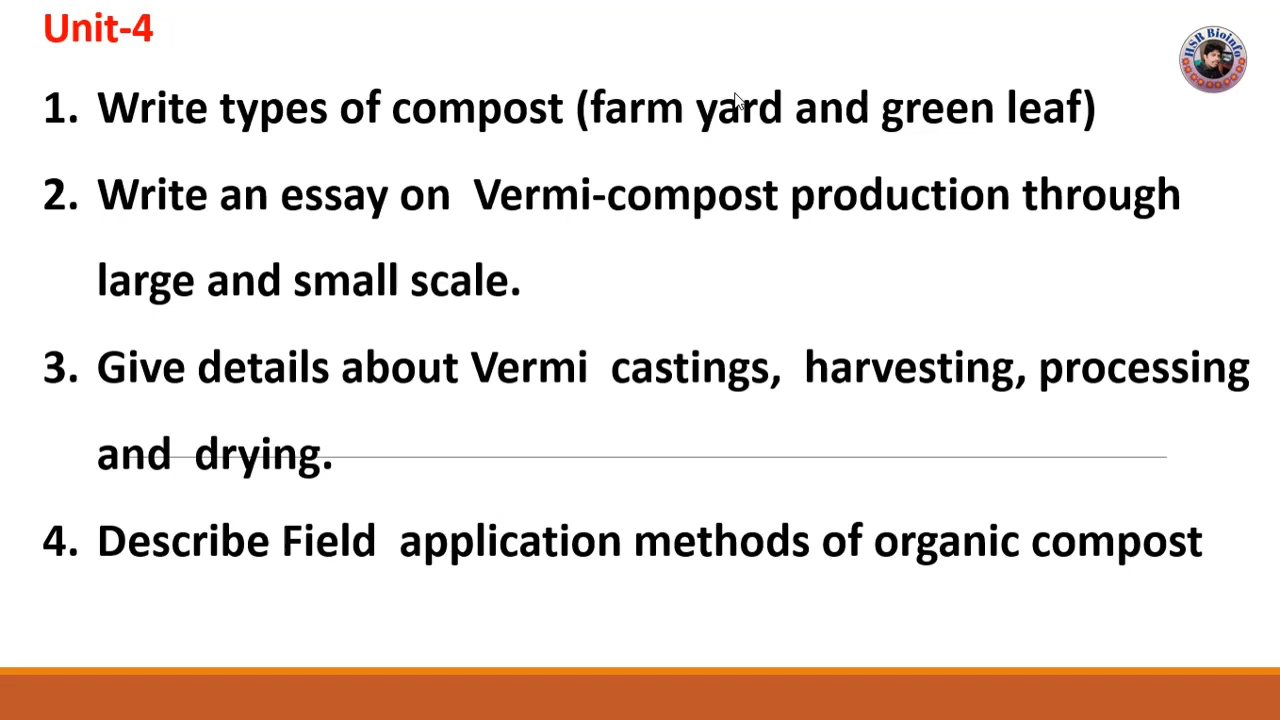 Unit-4
HSR Bioinfo
1. Write types of compost (farm yard and green leaf)
2. Write an essay on Vermi-compost production through
large and small scale.
3. Give details about Vermi castings, harvesting, processing
and drying.
4. Describe Field application methods of organic compost